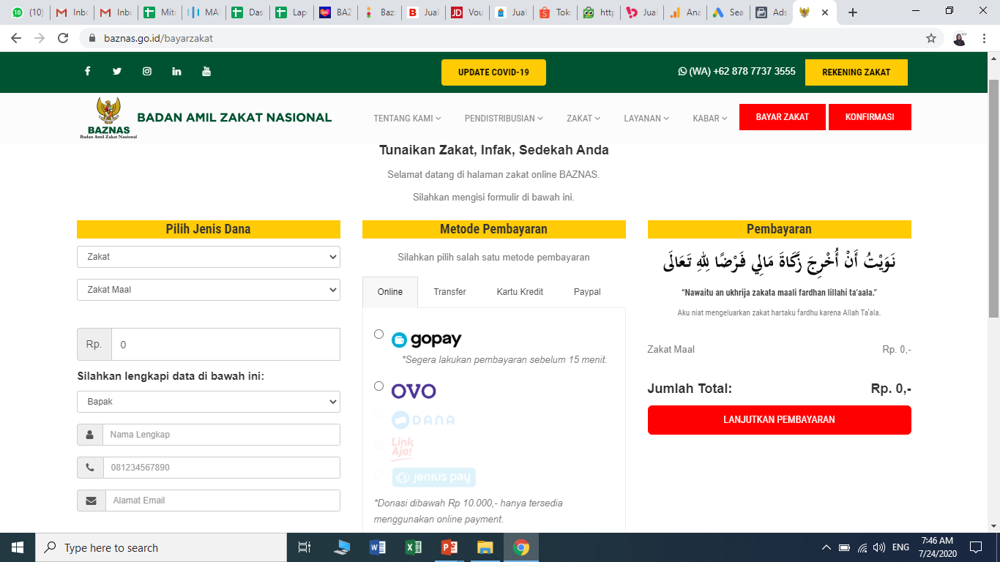 (10)
Inbo
Inbo
Mitr
MA
Das
Lap
BAZ
Baz
Jual
Vou
Jual
Tok
http
Jual
Ana
Sea
Ads
baznas.go.id/bayarzakat
UPDATE COVID-19
(WA) +62 878 7737 3555
REKENING ZAKAT
BAZNAS
Badan Amil Zakat Nasional
BADAN AMIL ZAKAT NASIONAL
TENTANG KAMI
PENDISTRIBUSIAN
ZAKAT
LAYANAN
KABAR
BAYAR ZAKAT
KONFIRMASI
Tunaikan Zakat, Infak, Sedekah Anda
Selamat datang di halaman zakat online BAZNAS.
Silahkan mengisi formulir di bawah ini.
Pilih Jenis Dana
Zakat
Zakat Maal
Rp. 0
Silahkan lengkapi data di bawah ini:
Bapak
Nama Lengkap
081234567890
Alamat Email
Metode Pembayaran
Silahkan pilih salah satu metode pembayaran
Online
Transfer
Kartu Kredit
Paypal
gopay
*Segera lakukan pembayaran sebelum 15 menit.
OVO
DANA
Link
Aja!
jenius pay
*Donasi dibawah Rp 10.000,- hanya tersedia
menggunakan online payment.
Pembayaran
نَوَيْتُ أَنْ أُخْرِجَ زَكَاةَ مَالِي فَرْضًا لِلّٰهِ تَعَالَى
"Nawaitu an ukhrija zakata maali fardhan lillahi ta'aala."
Aku niat mengeluarkan zakat hartaku fardhu karena Allah Ta'ala.
Zakat Maal Rp. 0,-
Jumlah Total: Rp. 0,-
LANJUTKAN PEMBAYARAN
Type here to search
ENG
7:46 AM
7/24/2020